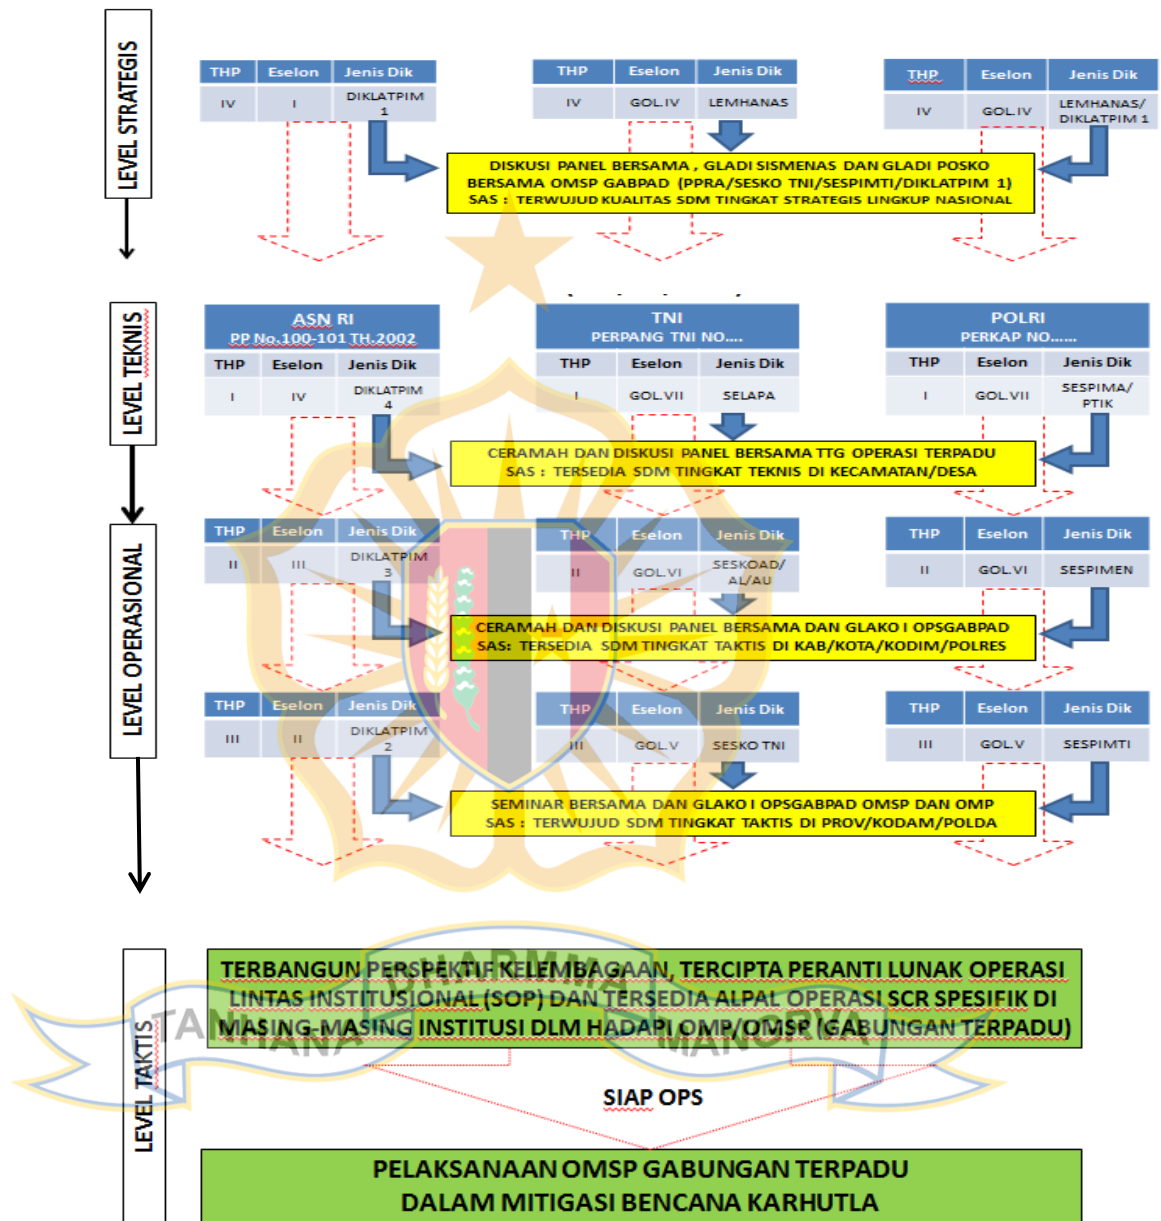 LEVEL STRATEGIS
THP Eselon Jenis Dik
IV I DIKLATPIM
1
THP Eselon Jenis Dik
IV GOL.IV LEMHANAS
THP Eselon Jenis Dik
IV GOL.IV LEMHANAS/
DIKLATPIM 1
DISKUSI PANEL BERSAMA , GLADI SISMENAS DAN GLADI POSKO
BERSAMA OMSP GABPAD (PPRA/SESKO TNI/SESPIMTI/DIKLATPIM 1)
SAS : TERWUJUD KUALITAS SDM TINGKAT STRATEGIS LINGKUP NASIONAL
LEVEL TEKNIS
ASN RI
PP No.100-101 TH.2002
THP Eselon Jenis Dik
I IV DIKLATPIM
4
TNI
PERPANG TNI NO....
THP Eselon Jenis Dik
I GOL.VII SELAPA
POLRI
PERKAP NO......
THP Eselon Jenis Dik
I GOL.VII SESPIMA/
PTIK
CERAMAH DAN DISKUSI PANEL BERSAMA TTG OPERASI TERPADU
SAS : TERSEDIA SDM TINGKAT TEKNIS DI KECAMATAN/DESA
LEVEL OPERASIONAL
THP Eselon Jenis Dik
II III DIKLATPIM
3
THP Eselon Jenis Dik
II GOL.VI SESKOAD/
AL/AU
THP Eselon Jenis Dik
II GOL.VI SESPIMEN
CERAMAH DAN DISKUSI PANEL BERSAMA DAN GLAKO I OPSGABPAD
SAS: TERSEDIA SDM TINGKAT TAKTIS DI KAB/KOTA/KODIM/POLRES
THP Eselon Jenis Dik
III II DIKLATPIM
2
THP Eselon Jenis Dik
III GOL.V SESKO TNI
THP Eselon Jenis Dik
III GOL.V SESPIMTI
SEMINAR BERSAMA DAN GLAKO I OPSGABPAD OMSP DAN OMP
SAS : TERWUJUD SDM TINGKAT TAKTIS DI PROV/KODAM/POLDA
LEVEL TAKTIS
TERBANGUN PERSPEKTIF KELEMBAGAAN, TERCIPTA PERANTI LUNAK OPERASI
LINTAS INSTITUSIONAL (SOP) DAN TERSEDIA ALPAL OPERASI SCR SPESIFIK DI
MASING-MASING INSTITUSI DLM HADAPI OMP/OMSP (GABUNGAN TERPADU)
TANHANA DHARMMA MANGRVA
SIAP OPS
PELAKSANAAN OMSP GABUNGAN TERPADU
DALAM MITIGASI BENCANA KARHUTLA